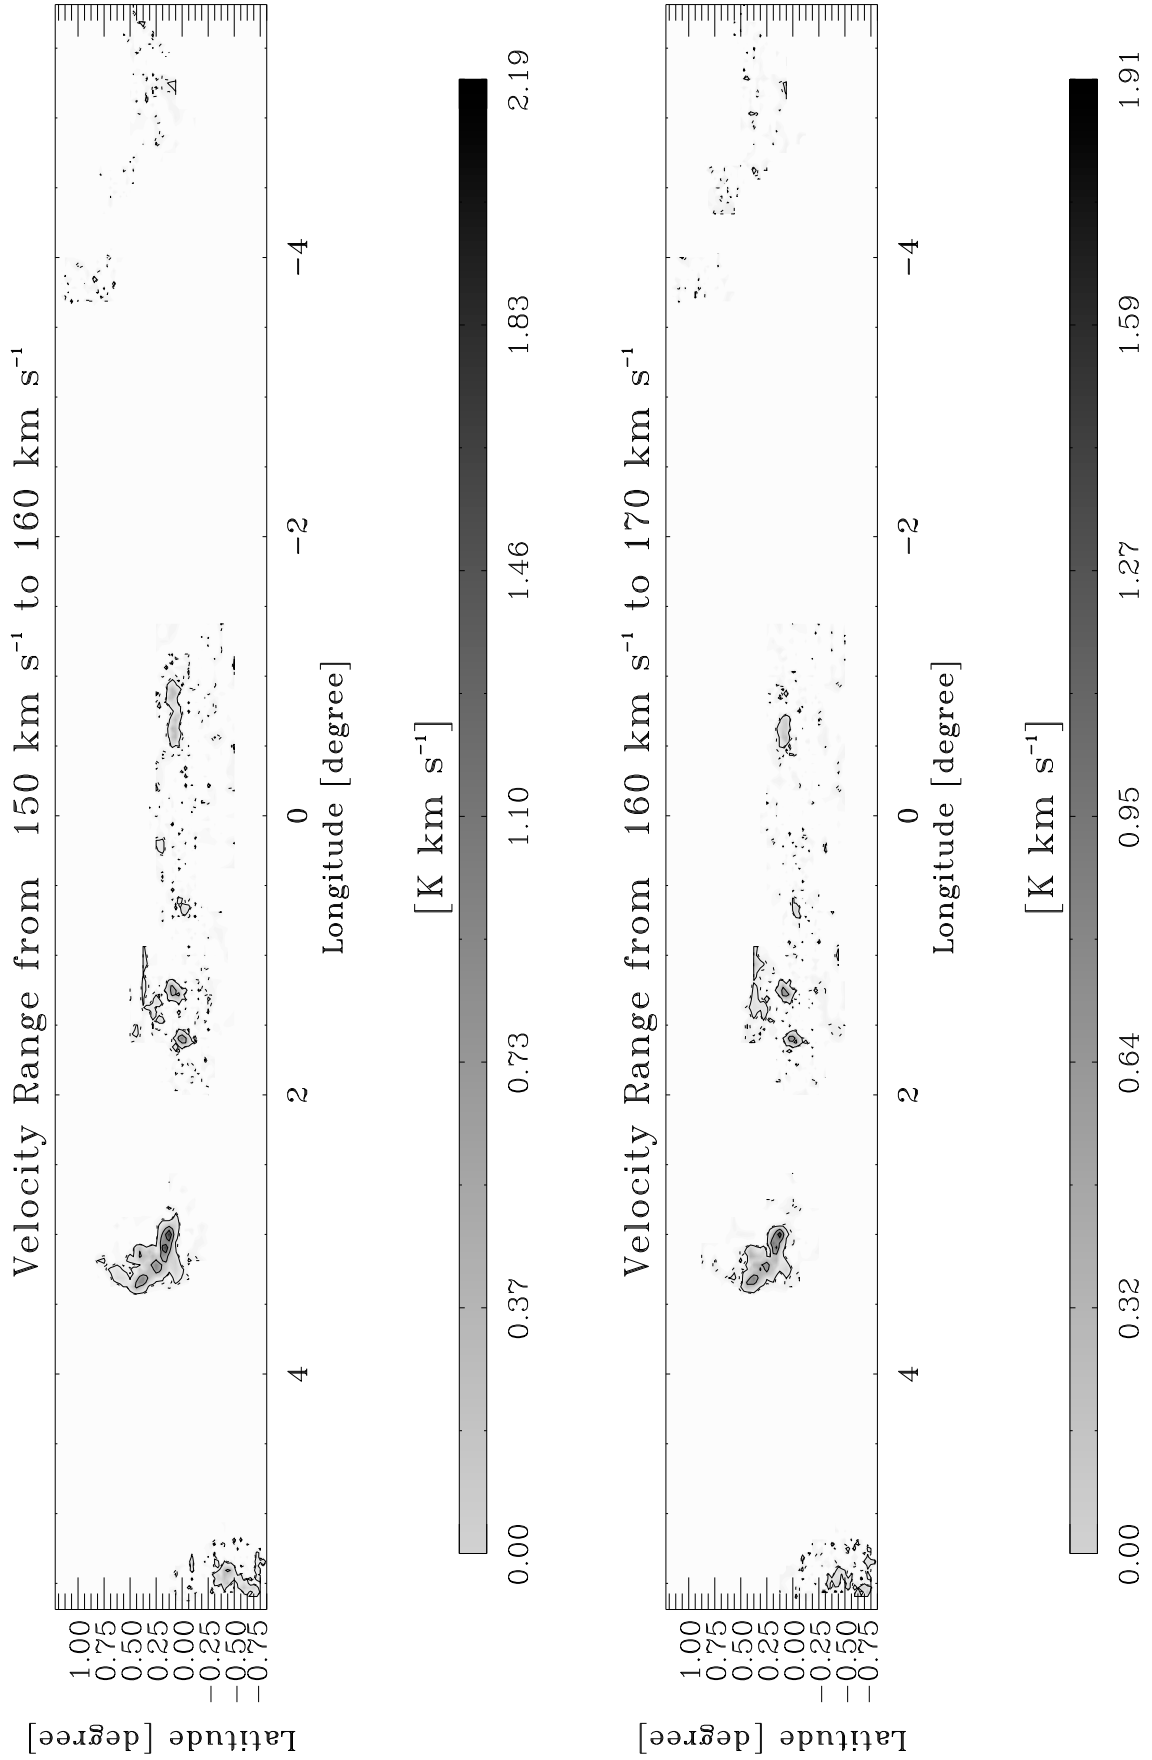 Velocity Range from 150 km s⁻¹ to 160 km s⁻¹
Latitude [degree]
1.00
0.75
0.50
0.25
0.00
−0.25
−0.50
−0.75
4 2 0 −2 −4
Longitude [degree]
[K km s⁻¹]
0.00 0.37 0.73 1.10 1.46 1.83 2.19
Velocity Range from 160 km s⁻¹ to 170 km s⁻¹
Latitude [degree]
1.00
0.75
0.50
0.25
0.00
−0.25
−0.50
−0.75
4 2 0 −2 −4
Longitude [degree]
[K km s⁻¹]
0.00 0.32 0.64 0.95 1.27 1.59 1.91